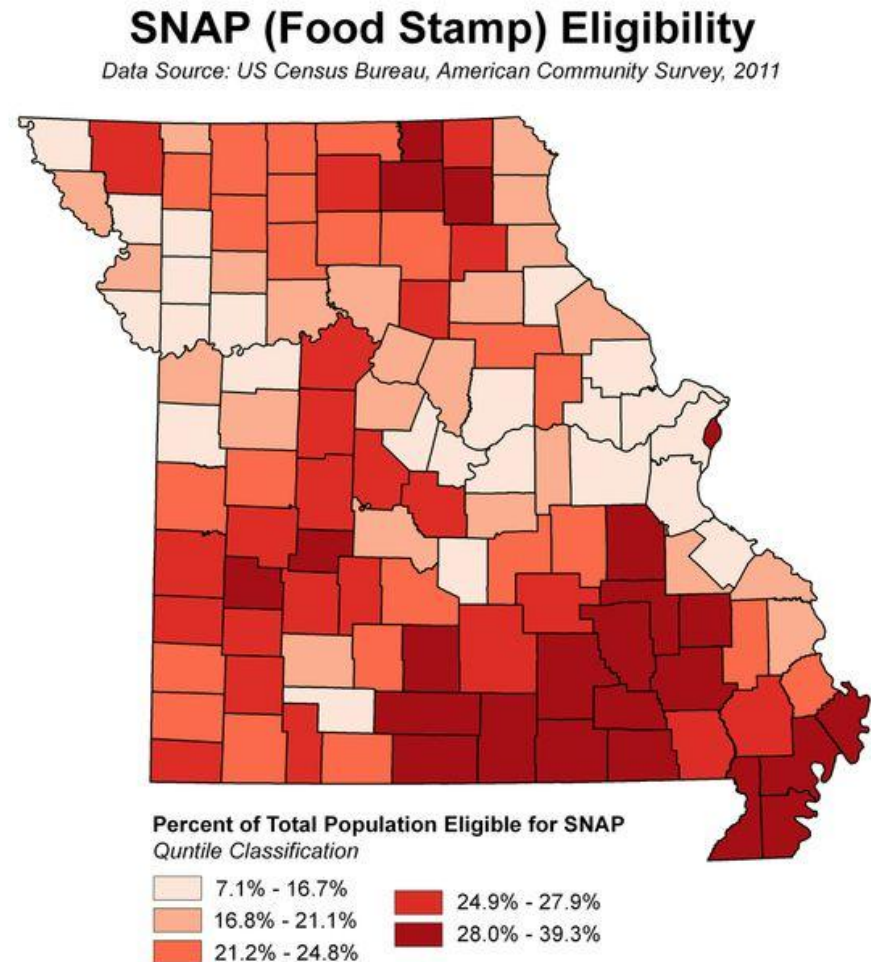 SNAP (Food Stamp) Eligibility
Data Source: US Census Bureau, American Community Survey, 2011
Percent of Total Population Eligible for SNAP
Quntile Classification
7.1% - 16.7%
16.8% - 21.1%
21.2% - 24.8%
24.9% - 27.9%
28.0% - 39.3%